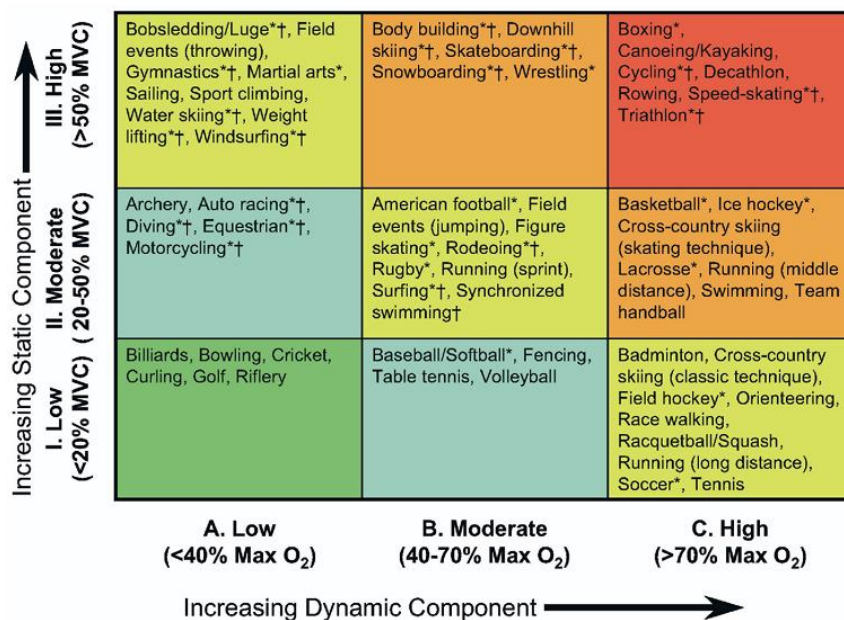 Increasing Static Component
III. High
(>50% MVC)
Bobsledding/Luge*†, Field
events (throwing),
Gymnastics*†, Martial arts*,
Sailing, Sport climbing,
Water skiing*†, Weight
lifting*†, Windsurfing*†
Body building*†, Downhill
skiing*†, Skateboarding*†,
Snowboarding*†, Wrestling*
Boxing*,
Canoeing/Kayaking,
Cycling*†, Decathlon,
Rowing, Speed-skating*†,
Triathlon*†
II. Moderate
( 20-50% MVC)
Archery, Auto racing*†,
Diving*†, Equestrian*†,
Motorcycling*†
American football*, Field
events (jumping), Figure
skating*, Rodeoing*†,
Rugby*, Running (sprint),
Surfing*†, Synchronized
swimming†
Basketball*, Ice hockey*,
Cross-country skiing
(skating technique),
Lacrosse*, Running (middle
distance), Swimming, Team
handball
I. Low
(<20% MVC)
Billiards, Bowling, Cricket,
Curling, Golf, Riflery
Baseball/Softball*, Fencing,
Table tennis, Volleyball
Badminton, Cross-country
skiing (classic technique),
Field hockey*, Orienteering,
Race walking,
Racquetball/Squash,
Running (long distance),
Soccer*, Tennis
A. Low
(<40% Max O₂)
B. Moderate
(40-70% Max O₂)
C. High
(>70% Max O₂)
Increasing Dynamic Component